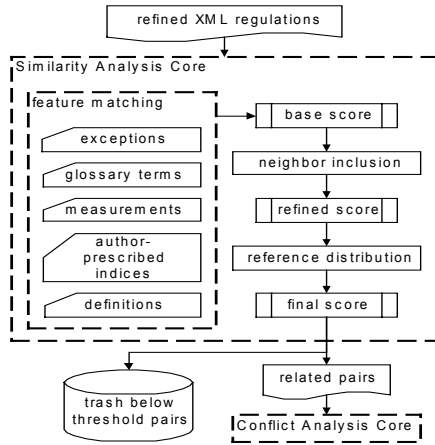 refined XML regulations
Similarity Analysis Core
feature matching
exceptions
glossary terms
measurements
author-
prescribed
indices
definitions
base score
neighbor inclusion
refined score
reference distribution
final score
trash below
threshold pairs
related pairs
Conflict Analysis Core